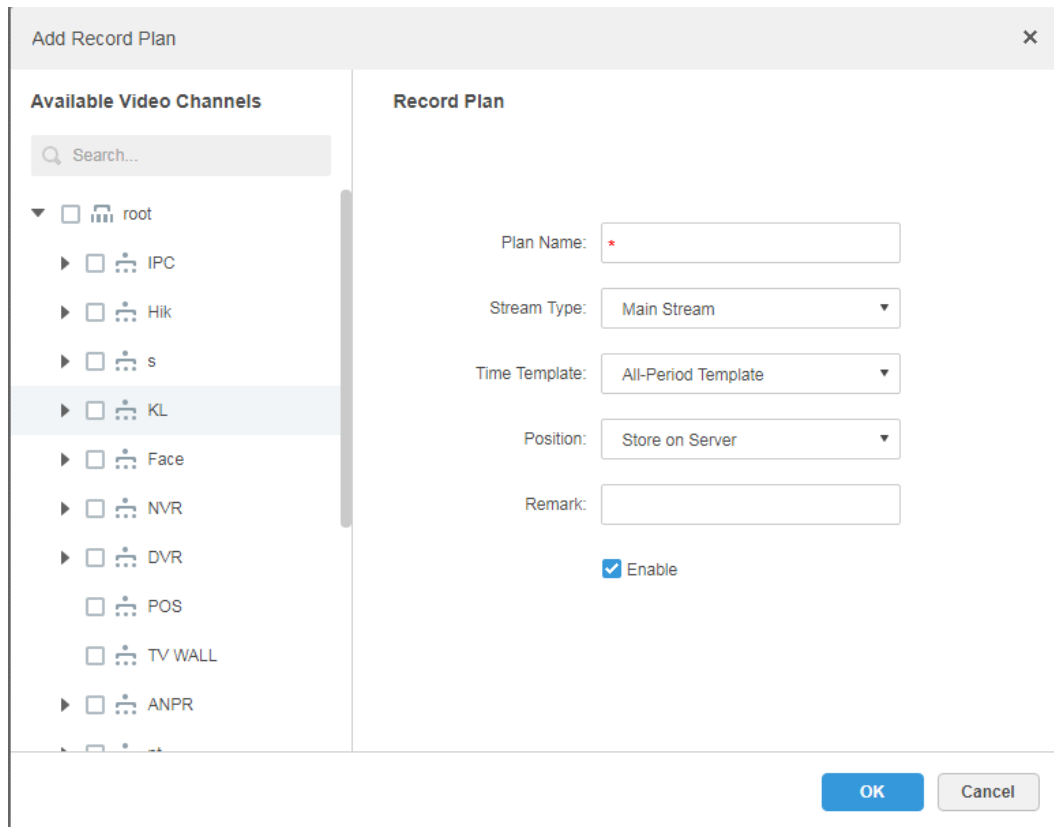 Add Record Plan ×
Available Video Channels
Search...
root
IPC
Hik
s
KL
Face
NVR
DVR
POS
TV WALL
ANPR
Record Plan
Plan Name: *
Stream Type: Main Stream
Time Template: All-Period Template
Position: Store on Server
Remark:
Enable
OK Cancel